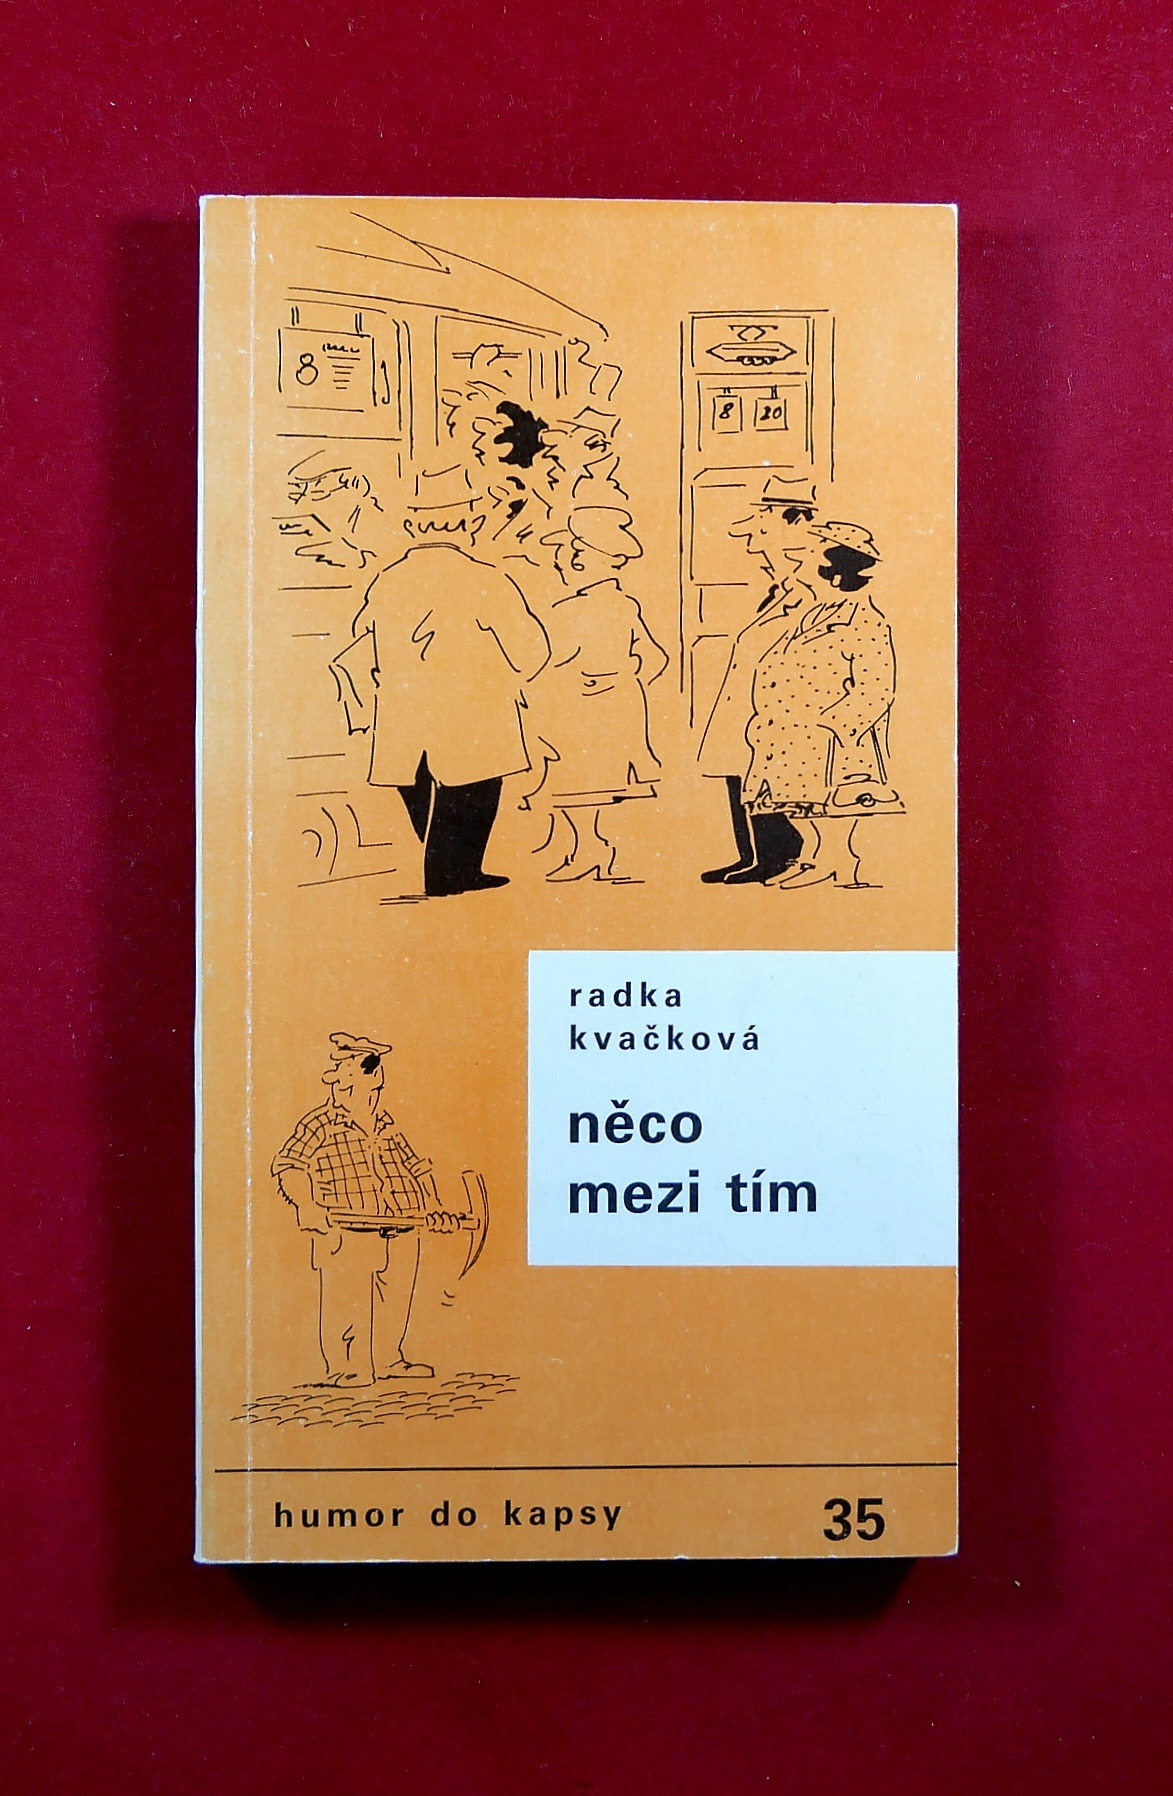 8
8 20
radka
kvačková
něco
mezi tím
humor do kapsy 35